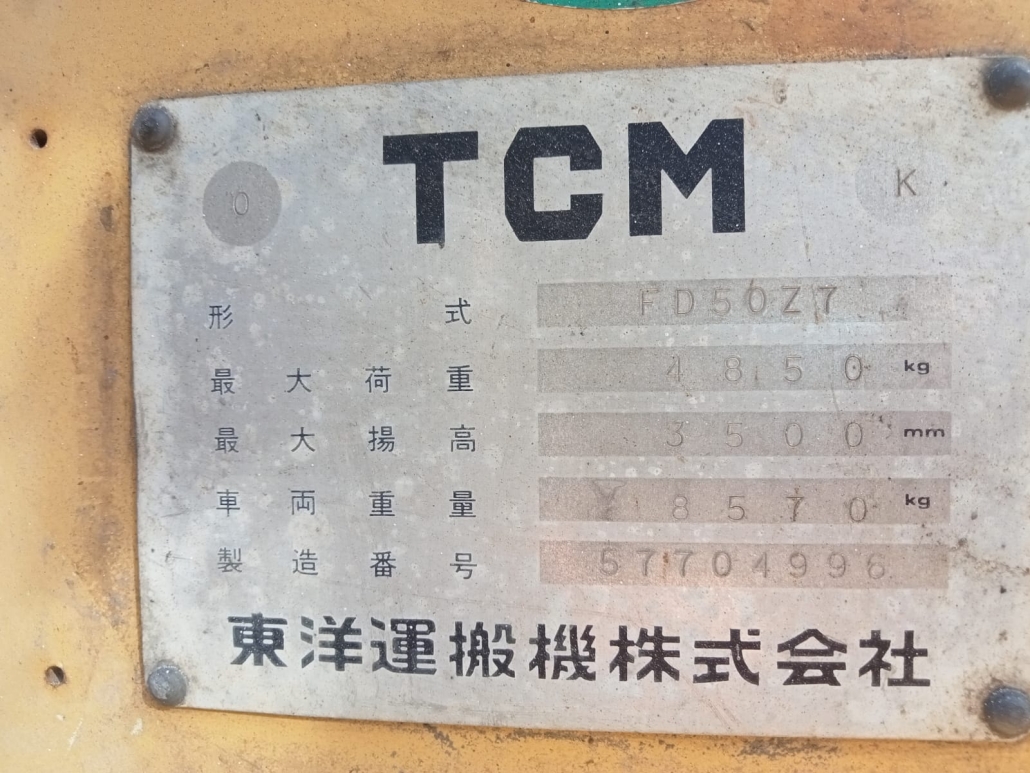 TCM
0 K
形式 FD50Z7
最大荷重 4850 kg
最大揚高 3500 mm
車両重量 8570 kg
製造番号 57704996
東洋運搬機株式会社